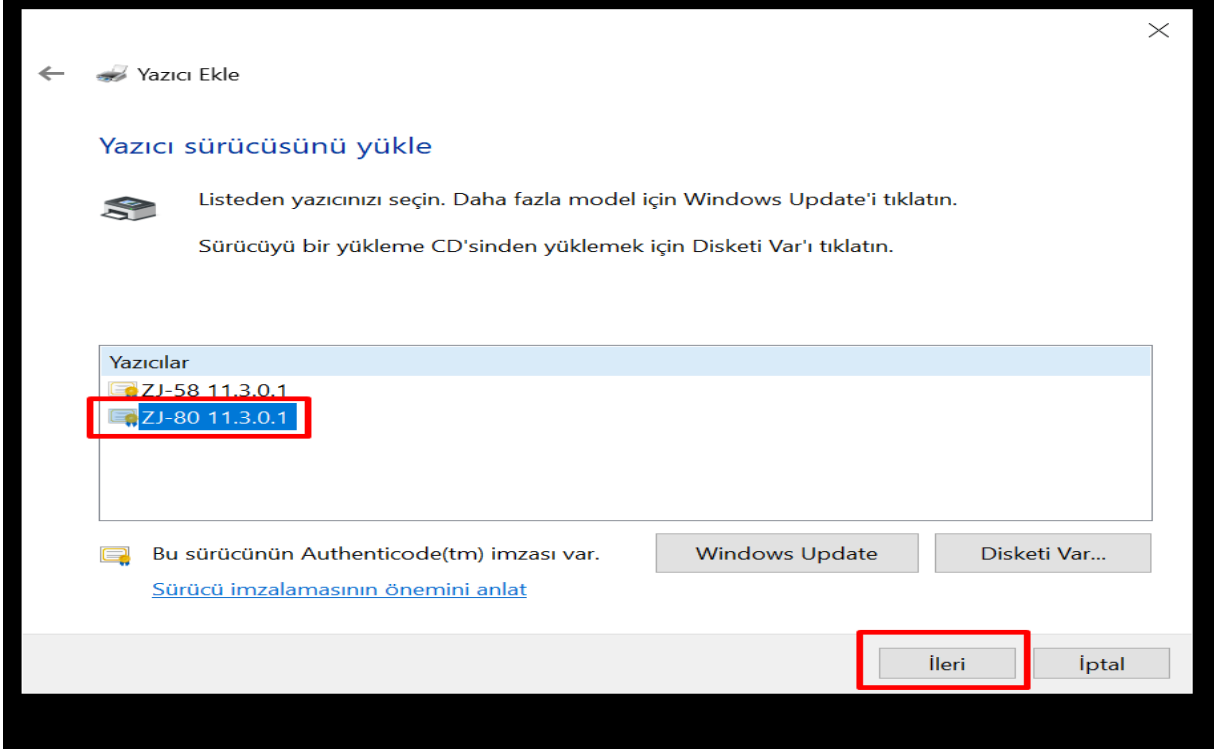 Yazıcı Ekle
Yazıcı sürücüsünü yükle
Listeden yazıcınızı seçin. Daha fazla model için Windows Update'i tıklatın.
Sürücüyü bir yükleme CD'sinden yüklemek için Disketi Var'ı tıklatın.
Yazıcılar
ZJ-58 11.3.0.1
ZJ-80 11.3.0.1
Bu sürücünün Authenticode(tm) imzası var.
Windows Update
Disketi Var...
Sürücü imzalamasının önemini anlat
İleri
İptal